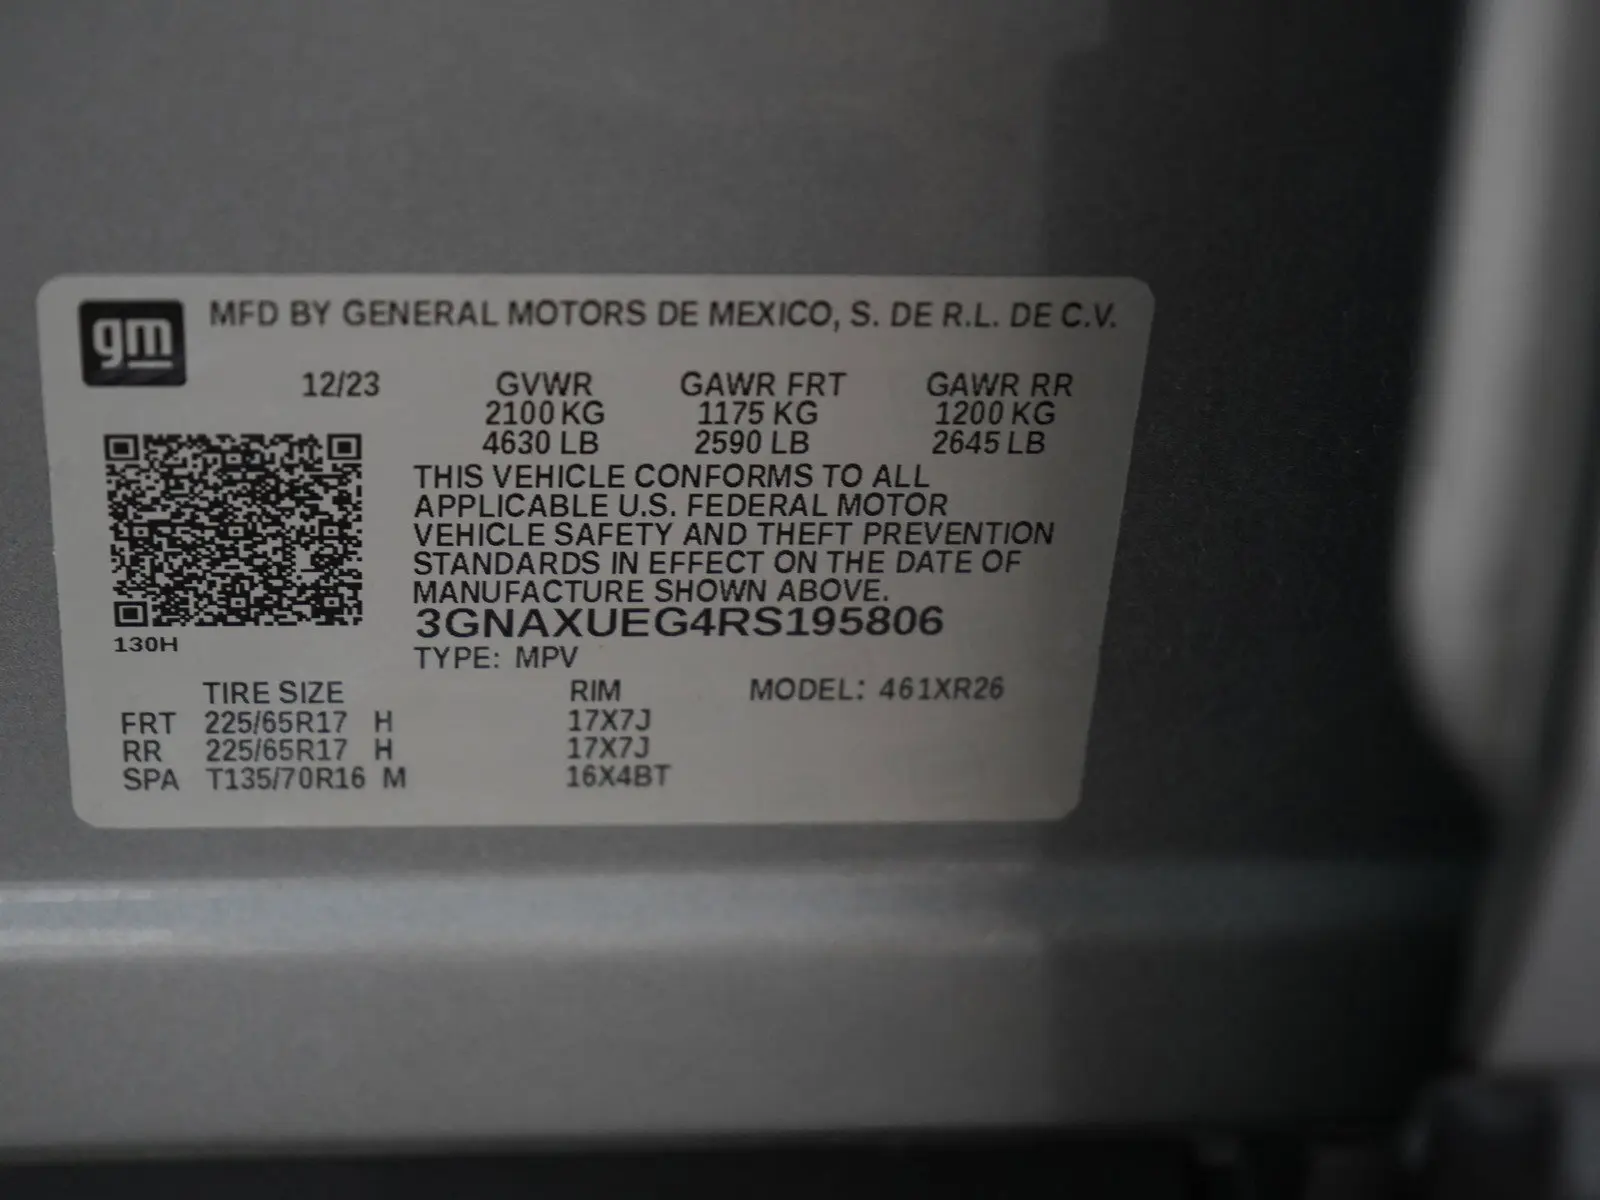 gm MFD BY GENERAL MOTORS DE MEXICO, S. DE R.L. DE C.V.
12/23 GVWR GAWR FRT GAWR RR
2100 KG 1175 KG 1200 KG
4630 LB 2590 LB 2645 LB
THIS VEHICLE CONFORMS TO ALL
APPLICABLE U.S. FEDERAL MOTOR
VEHICLE SAFETY AND THEFT PREVENTION
STANDARDS IN EFFECT ON THE DATE OF
MANUFACTURE SHOWN ABOVE.
3GNAXUEG4RS195806
130H
TYPE: MPV
TIRE SIZE RIM MODEL: 461XR26
FRT 225/65R17 H 17X7J
RR 225/65R17 H 17X7J
SPA T135/70R16 M 16X4BT